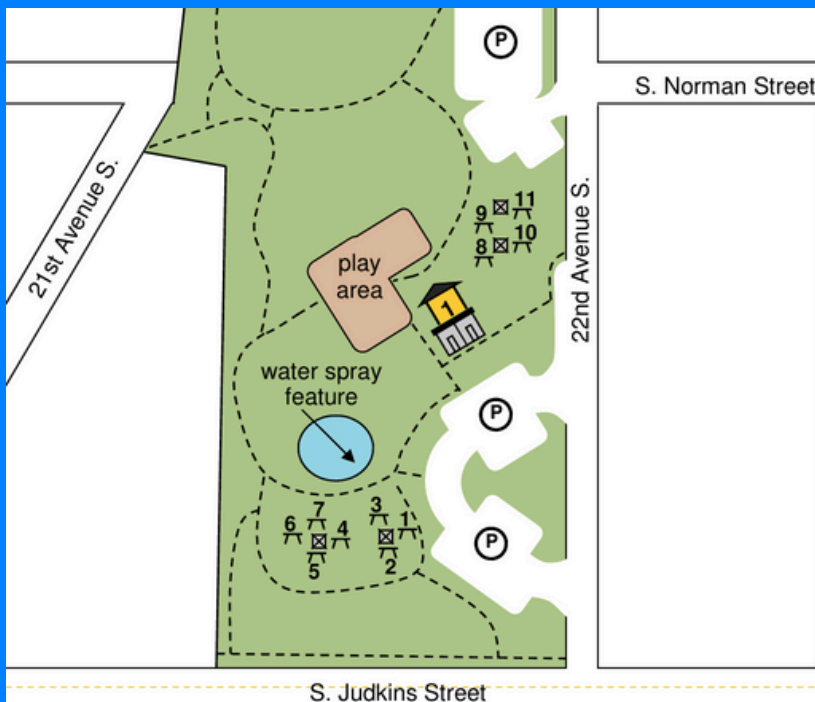 P
S. Norman Street
21st Avenue S.
22nd Avenue S.
11
9
10
8
play
area
1
water spray
feature
P
3
7
1
6
4
2
5
P
S. Judkins Street